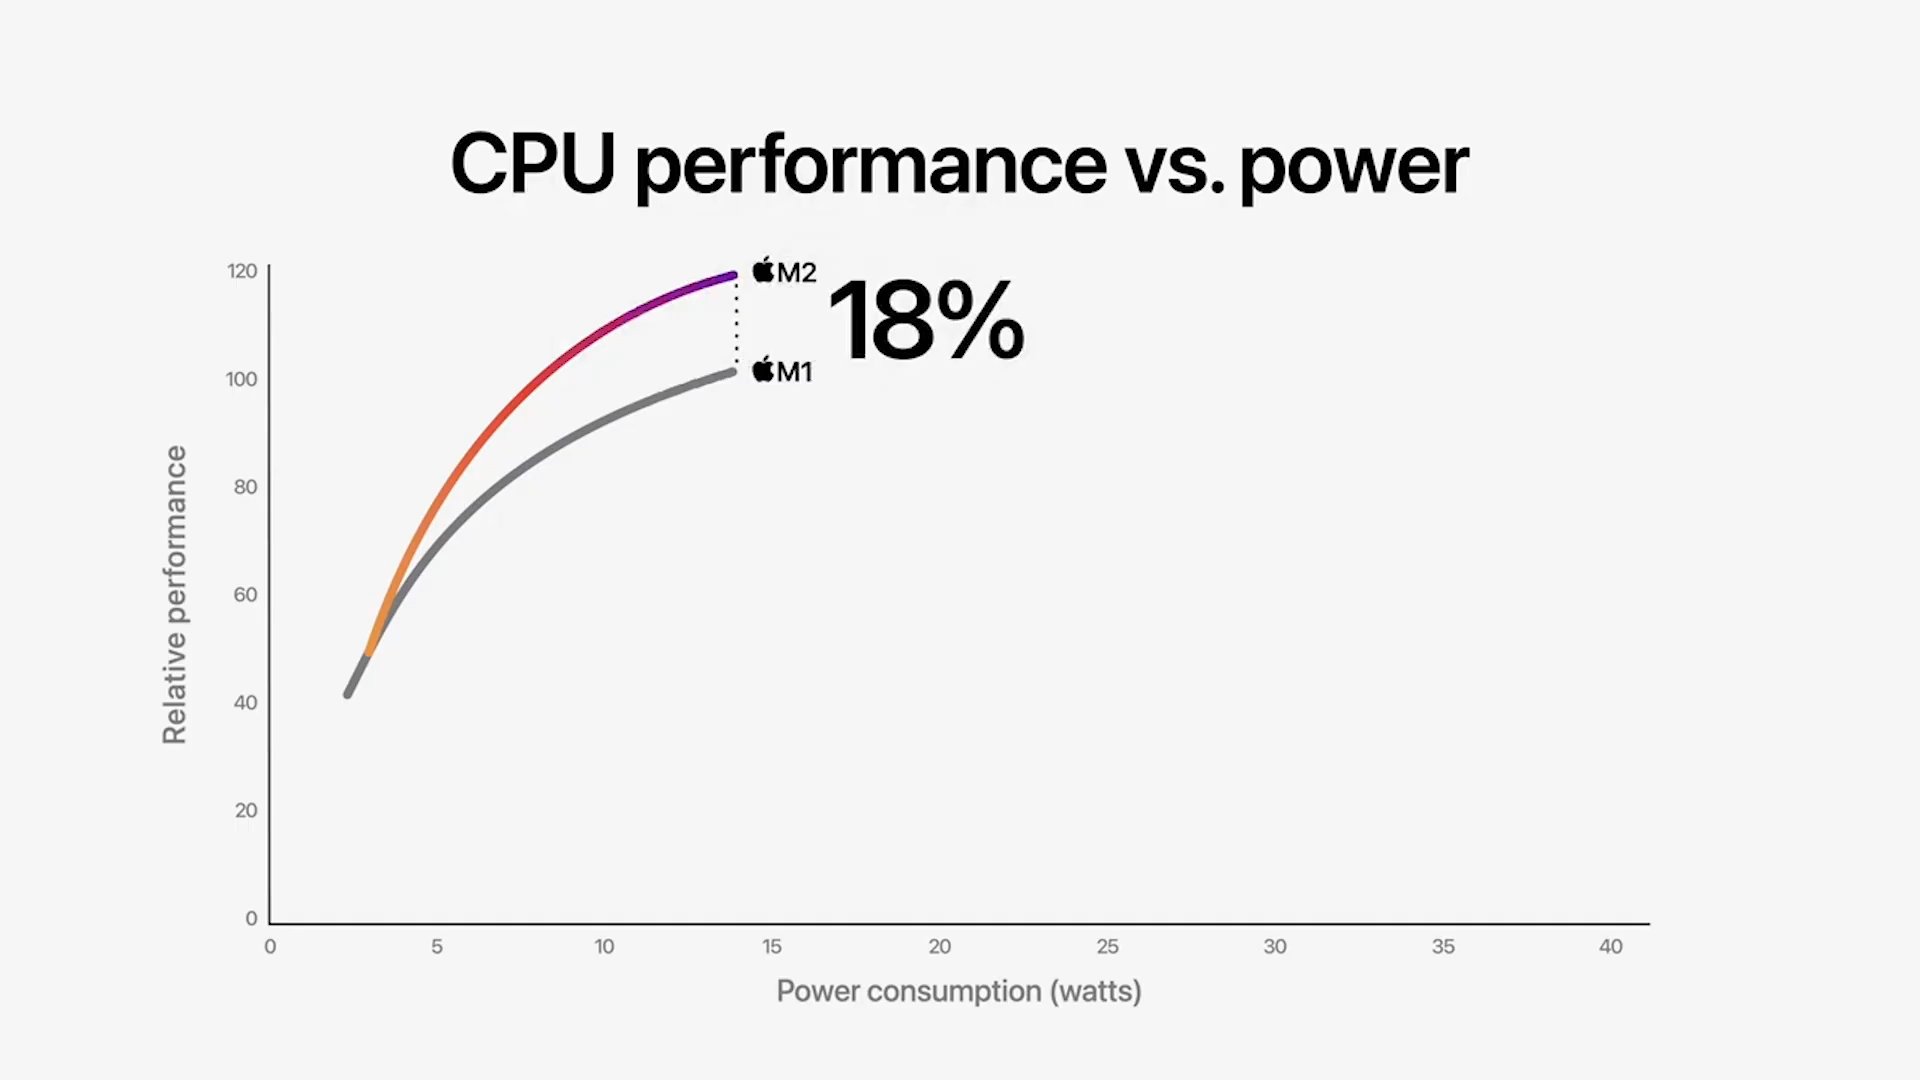 CPU performance vs. power
M2
18%
M1
Relative performance
120
100
80
60
40
20
0
0 5 10 15 20 25 30 35 40
Power consumption (watts)